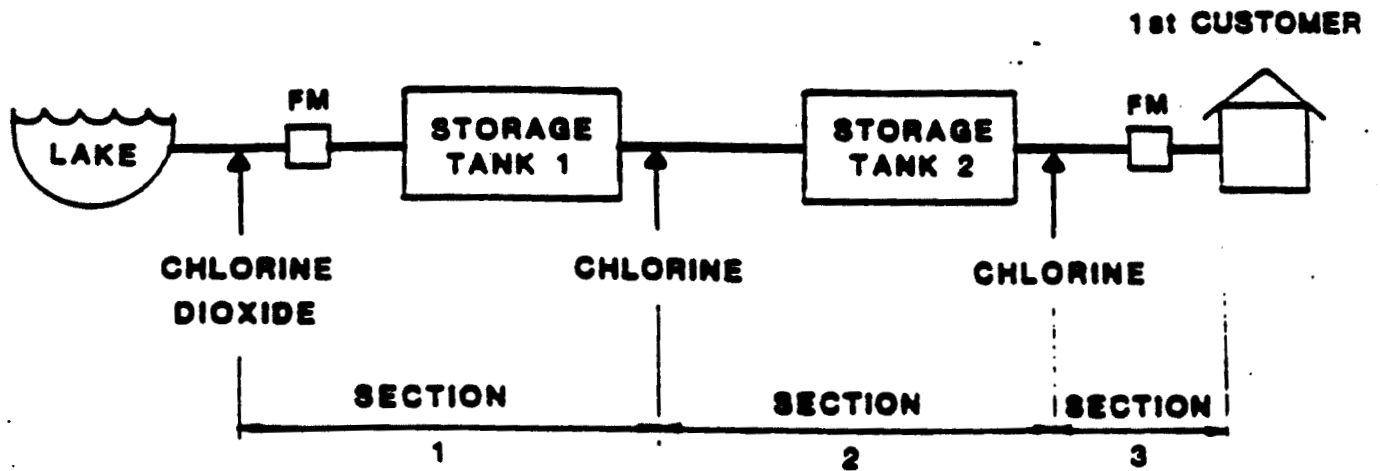 1st CUSTOMER
FM
FM
STORAGE
TANK 1
STORAGE
TANK 2
LAKE
CHLORINE
DIOXIDE
CHLORINE
CHLORINE
SECTION
1
SECTION
2
SECTION
3